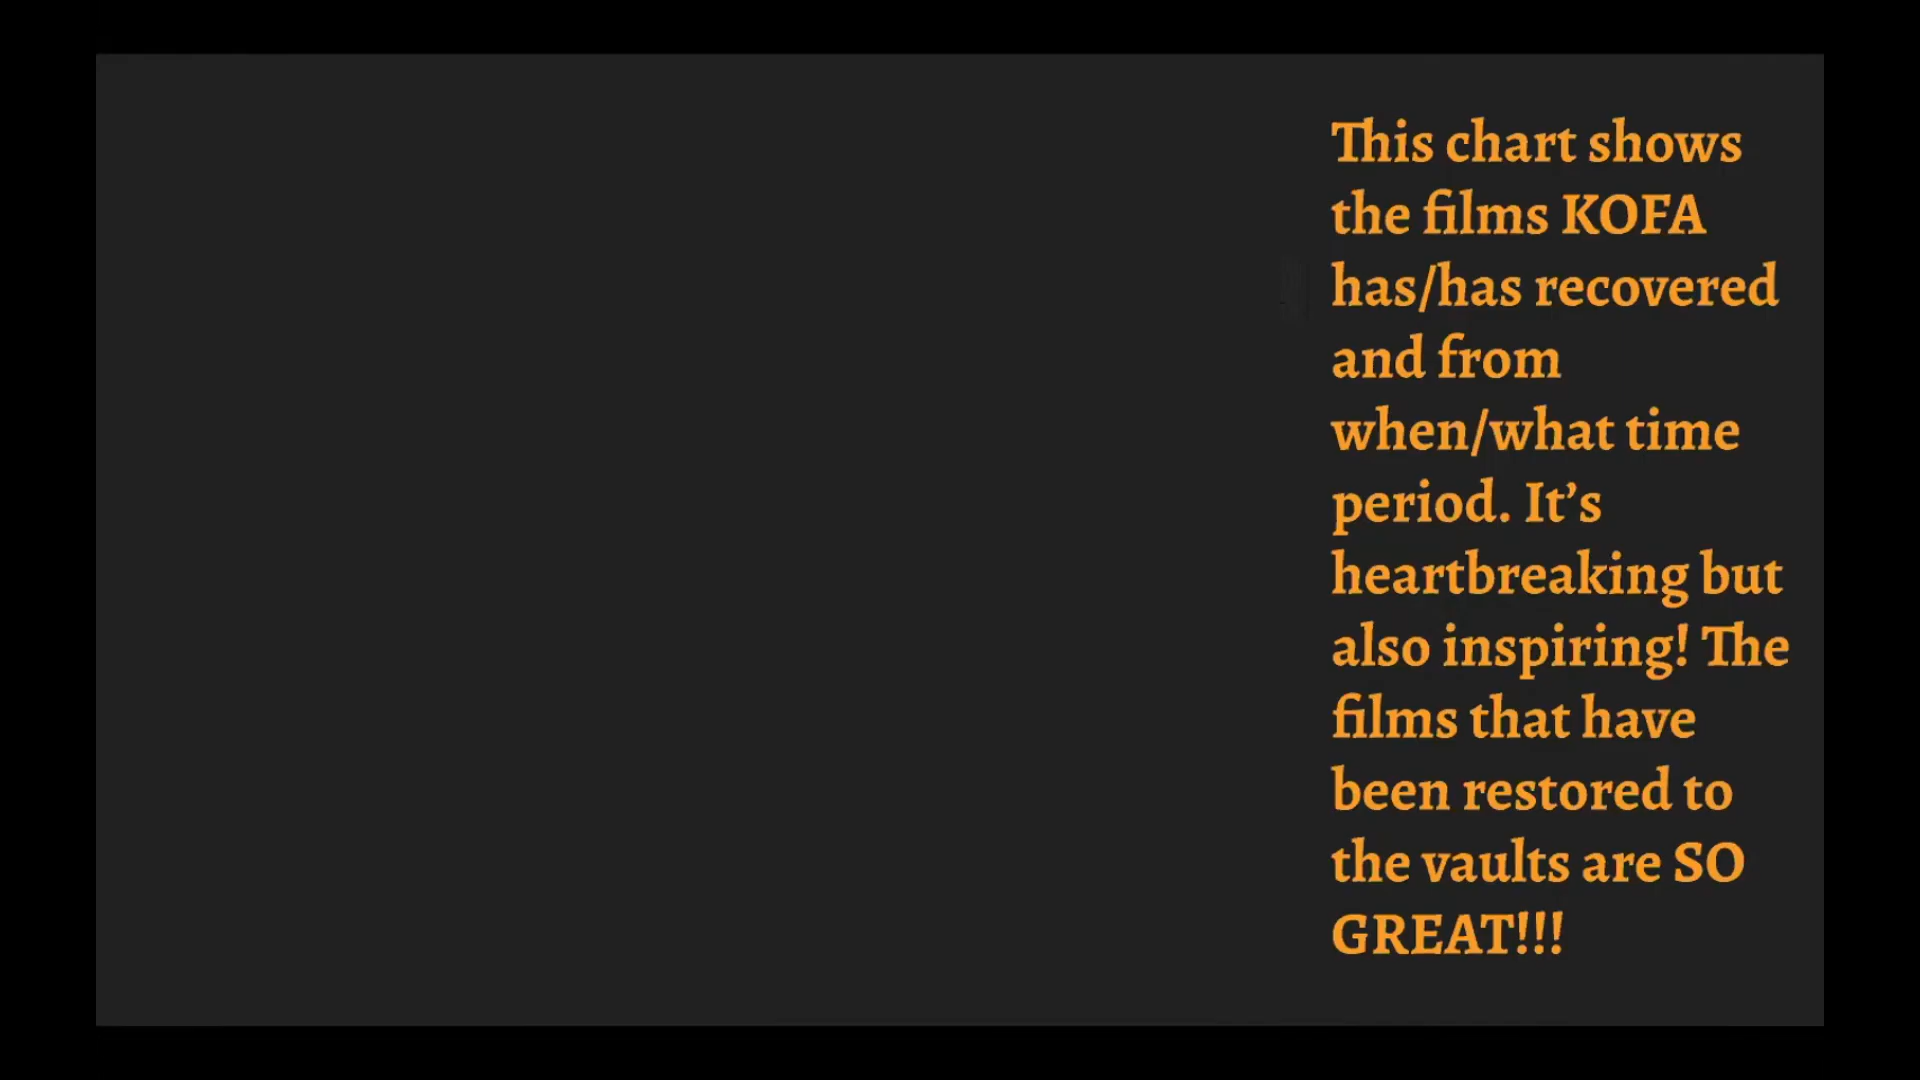 This chart shows
the films KOFA
has/has recovered
and from
when/what time
period. It’s
heartbreaking but
also inspiring! The
films that have
been restored to
the vaults are SO
GREAT!!!